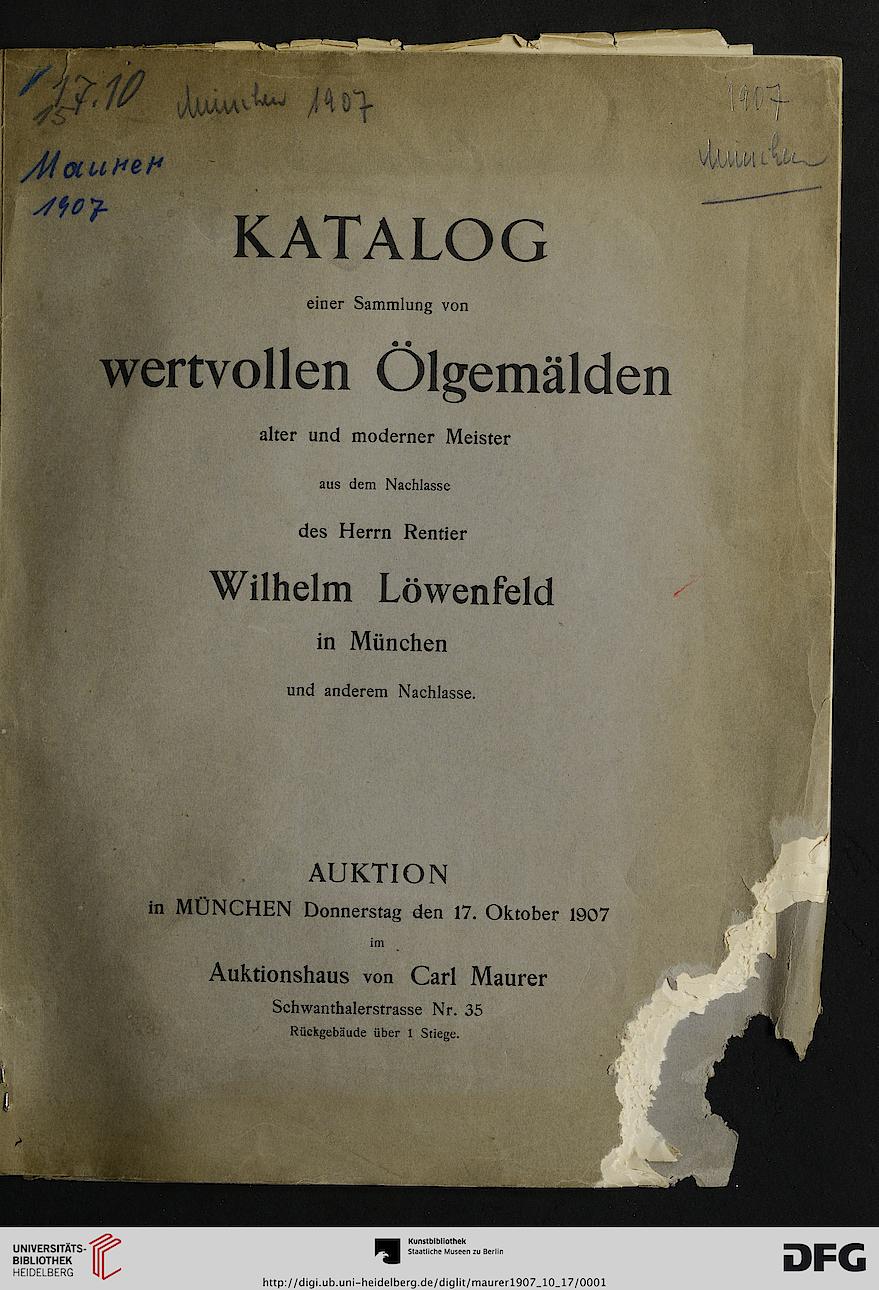 17.10
15
München 1907
1907
München
Maurer
1907
KATALOG
einer Sammlung von
wertvollen Ölgemälden
alter und moderner Meister
aus dem Nachlasse
des Herrn Rentier
Wilhelm Löwenfeld
in München
und anderem Nachlasse.
AUKTION
in MÜNCHEN Donnerstag den 17. Oktober 1907
im
Auktionshaus von Carl Maurer
Schwanthalerstrasse Nr. 35
Rückgebäude über 1 Stiege.
UNIVERSITÄTS-
BIBLIOTHEK
HEIDELBERG
Kunstbibliothek
Staatliche Museen zu Berlin
DFG
http://digi.ub.uni-heidelberg.de/diglit/maurer1907_10_17/0001